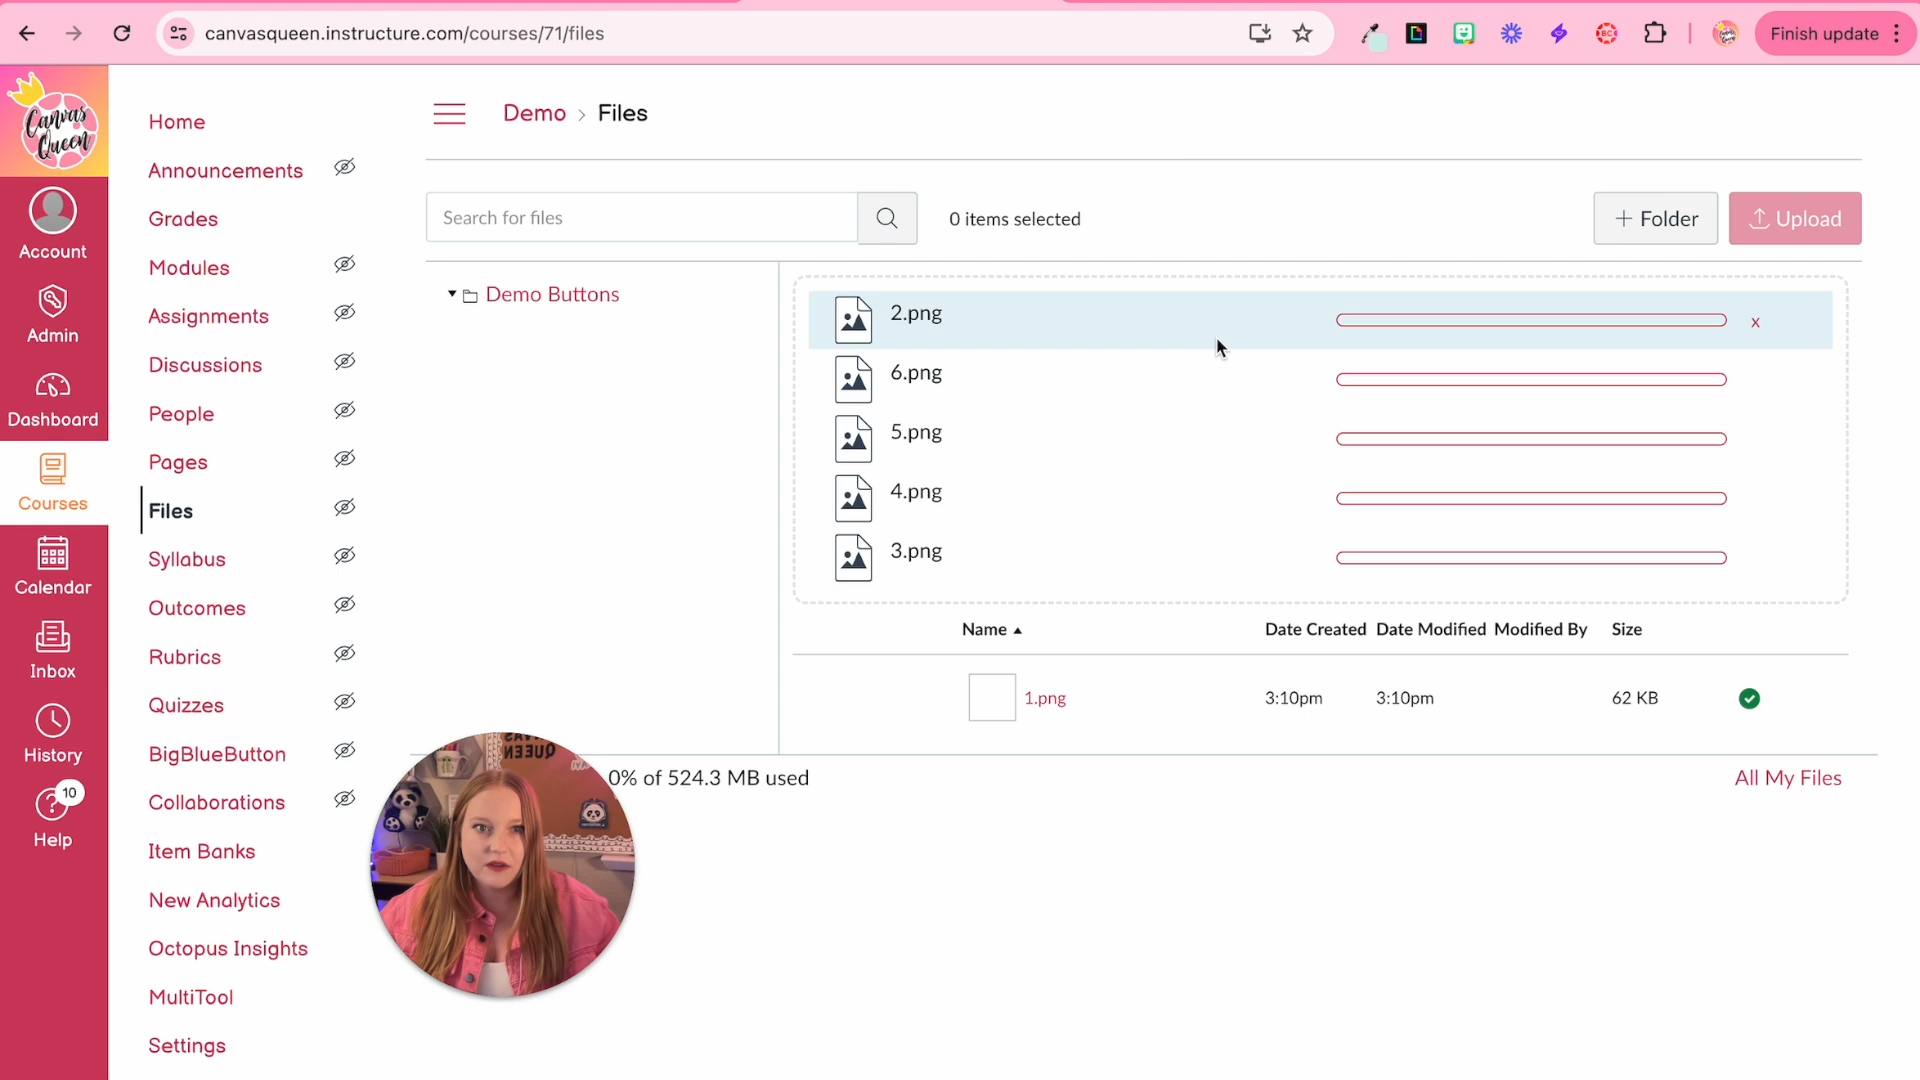 canvasqueen.instructure.com/courses/71/files
Finish update
Canvas
Queen
Account
Admin
Dashboard
Courses
Calendar
Inbox
History
10
Help
Home
Announcements
Grades
Modules
Assignments
Discussions
People
Pages
Files
Syllabus
Outcomes
Rubrics
Quizzes
BigBlueButton
Collaborations
Item Banks
New Analytics
Octopus Insights
MultiTool
Settings
Demo › Files
Search for files
0 items selected
+ Folder
Upload
Demo Buttons
2.png
x
6.png
5.png
4.png
3.png
Name Date Created Date Modified Modified By Size
1.png 3:10pm 3:10pm 62 KB
0% of 524.3 MB used
All My Files
QUEEN